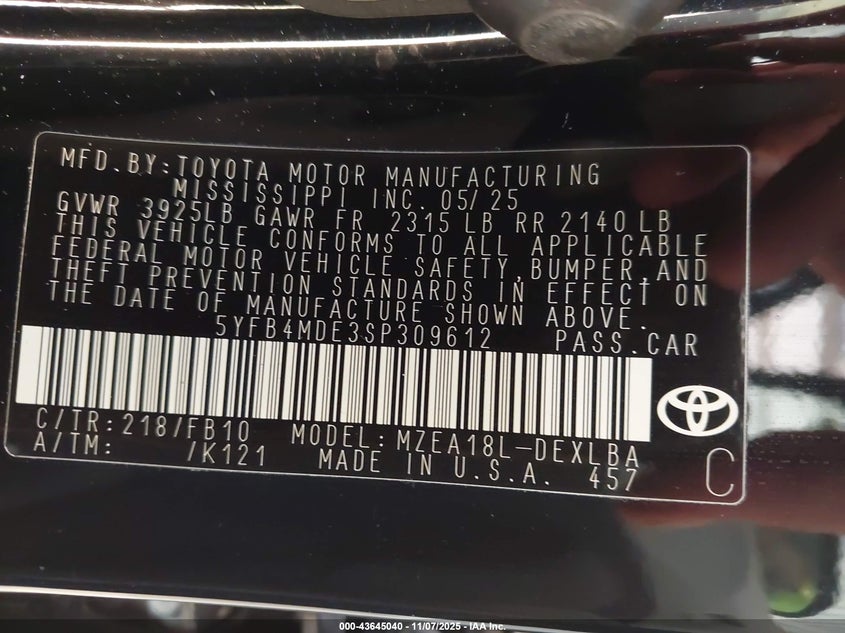 MFD.BY:TOYOTA MOTOR MANUFACTURING
MISSISSIPPI INC. 05/25
GVWR 3925LB GAWR FR 2315 LB RR 2140 LB
THIS VEHICLE CONFORMS TO ALL APPLICABLE
FEDERAL MOTOR VEHICLE SAFETY,BUMPER,AND
THEFT PREVENTION STANDARDS IN EFFECT ON
THE DATE OF MANUFACTURE SHOWN ABOVE.
5YFB4MDE3SP309612 PASS.CAR
C/TR:218/FB10 MODEL:MZEA18L-DEXLBA
A/TM: /K121 MADE IN U.S.A. 457 C
000-43645040 - 11/07/2025 - IAA Inc.